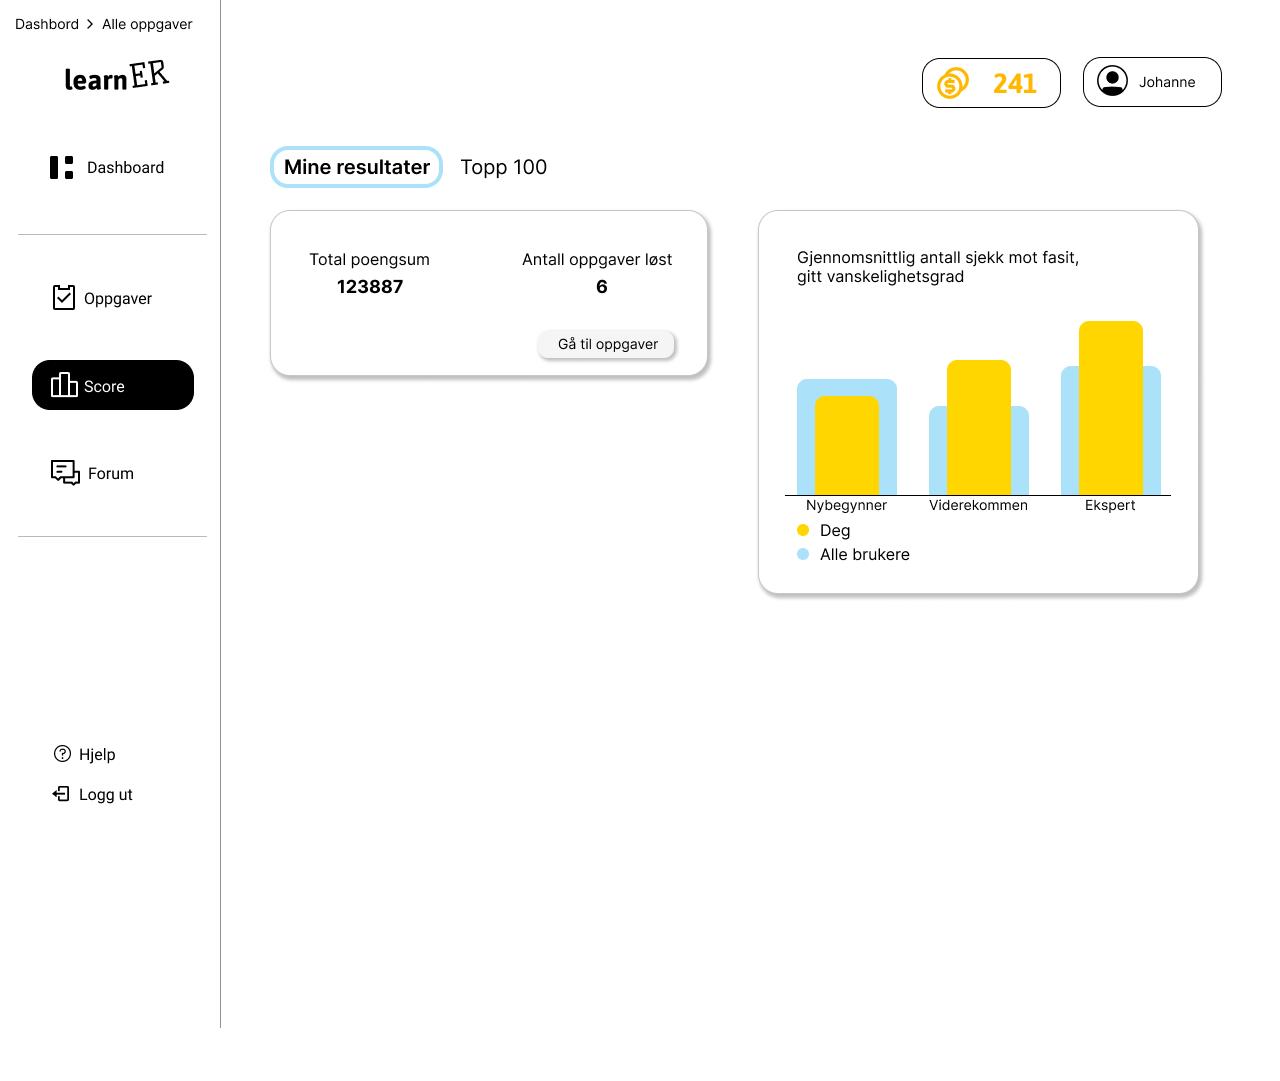 Dashbord > Alle oppgaver
learnER
241
Johanne
Dashboard
Mine resultater
Topp 100
Total poengsum
123887
Antall oppgaver løst
6
Gå til oppgaver
Gjennomsnittlig antall sjekk mot fasit,
gitt vanskelighetsgrad
Nybegynner
Viderekommen
Ekspert
Deg
Alle brukere
Oppgaver
Score
Forum
Hjelp
Logg ut